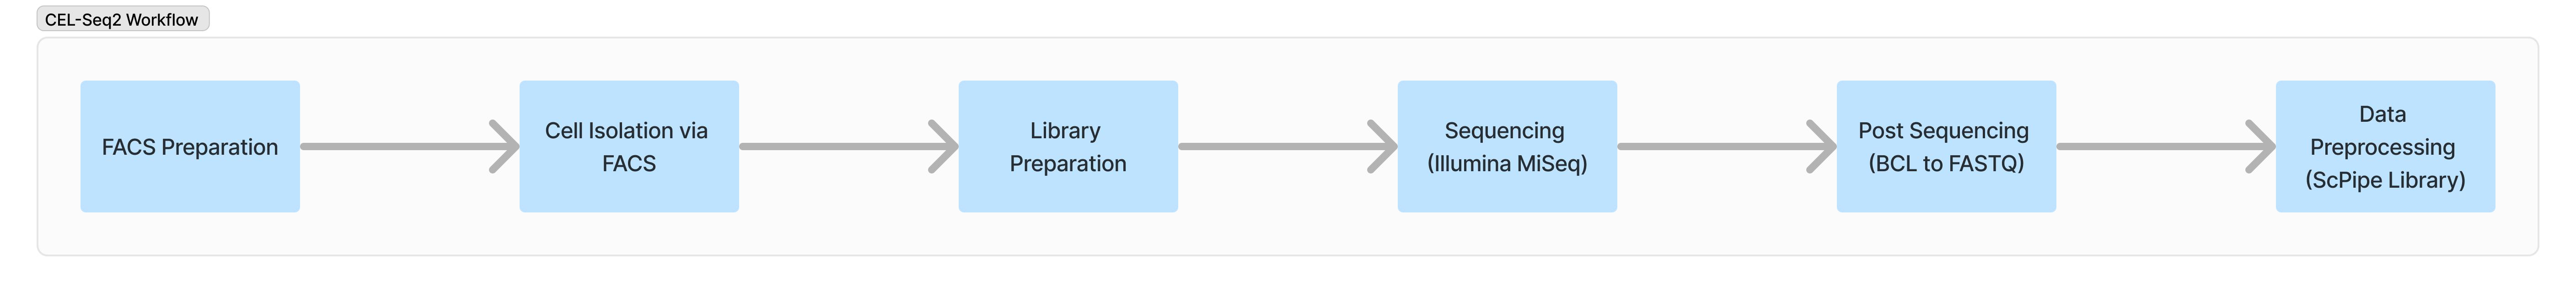 CEL-Seq2 Workflow
FACS Preparation
Cell Isolation via
FACS
Library
Preparation
Sequencing
(Illumina MiSeq)
Post Sequencing
(BCL to FASTQ)
Data
Preprocessing
(ScPipe Library)